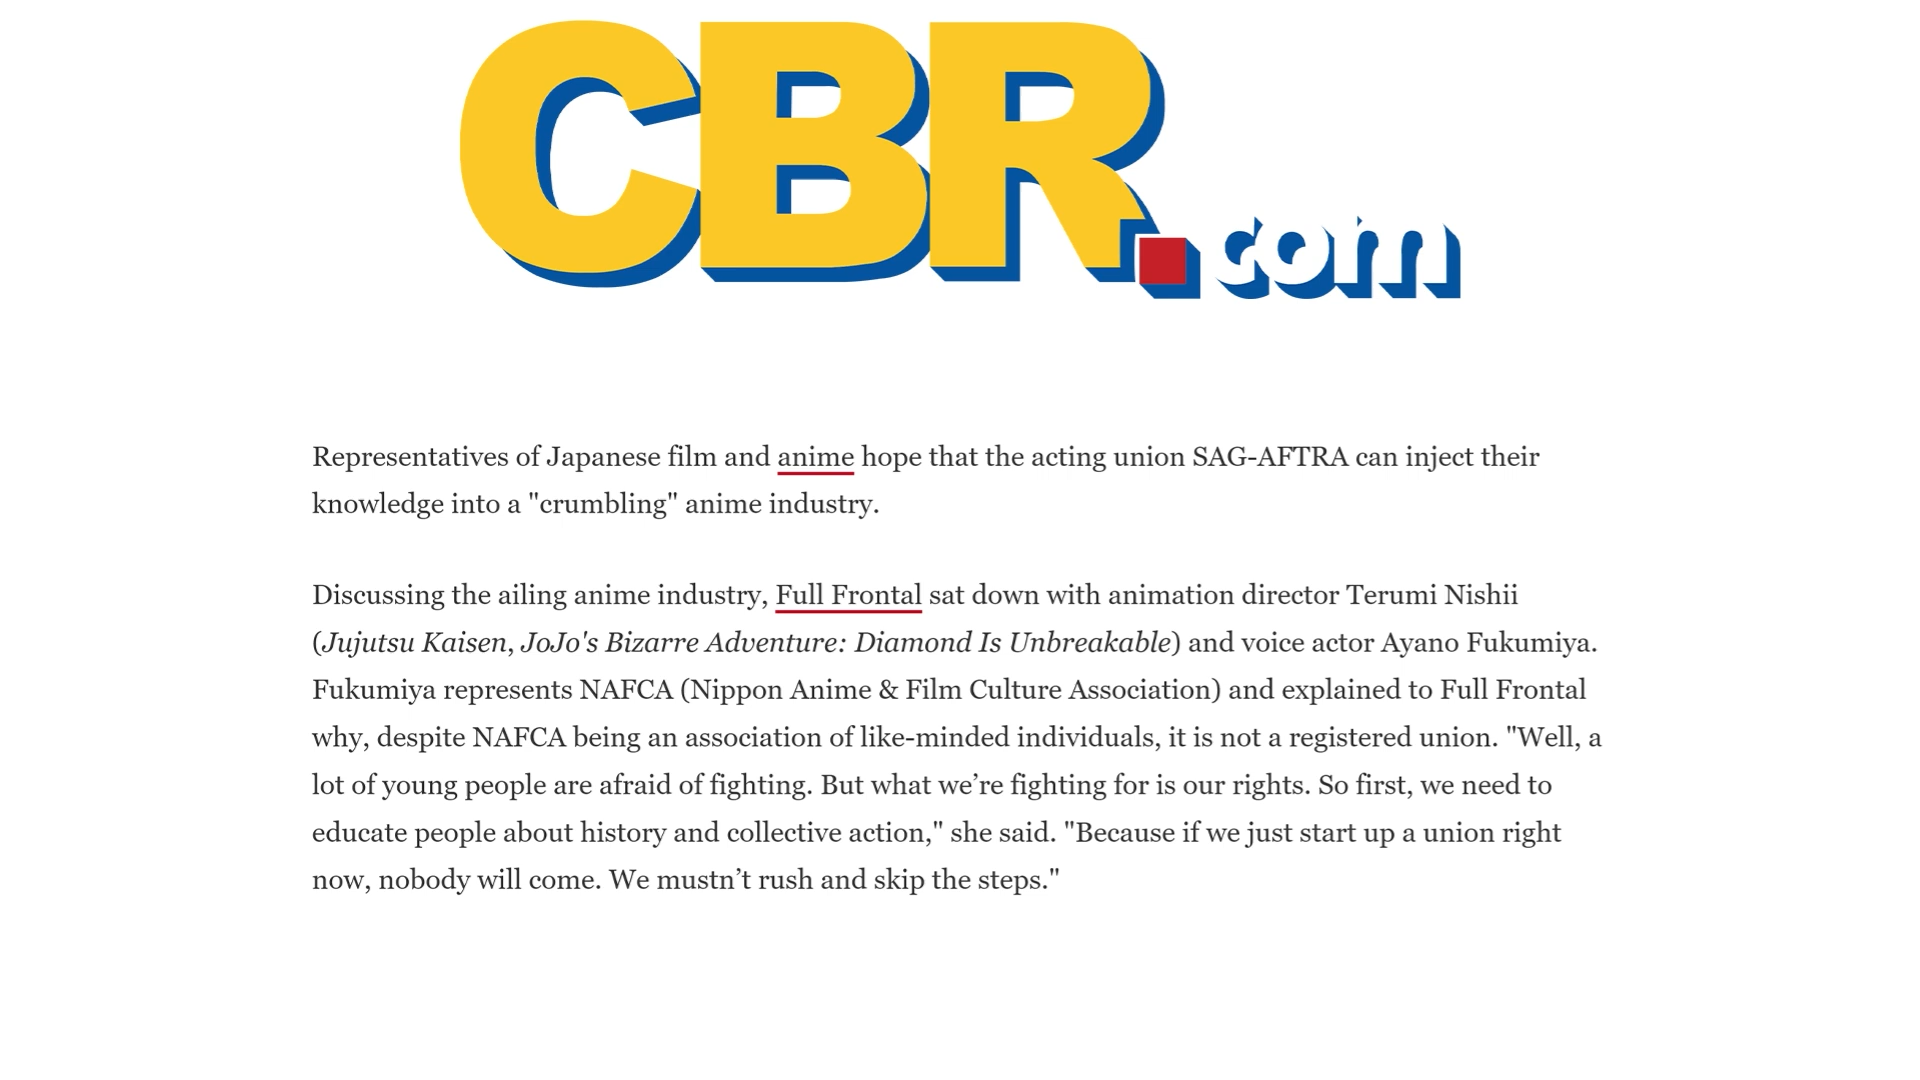 CBR.com
Representatives of Japanese film and anime hope that the acting union SAG-AFTRA can inject their
knowledge into a "crumbling" anime industry.
Discussing the ailing anime industry, Full Frontal sat down with animation director Terumi Nishii
(Jujutsu Kaisen, JoJo's Bizarre Adventure: Diamond Is Unbreakable) and voice actor Ayano Fukumiya.
Fukumiya represents NAFCA (Nippon Anime & Film Culture Association) and explained to Full Frontal
why, despite NAFCA being an association of like-minded individuals, it is not a registered union. "Well, a
lot of young people are afraid of fighting. But what we’re fighting for is our rights. So first, we need to
educate people about history and collective action," she said. "Because if we just start up a union right
now, nobody will come. We mustn’t rush and skip the steps."